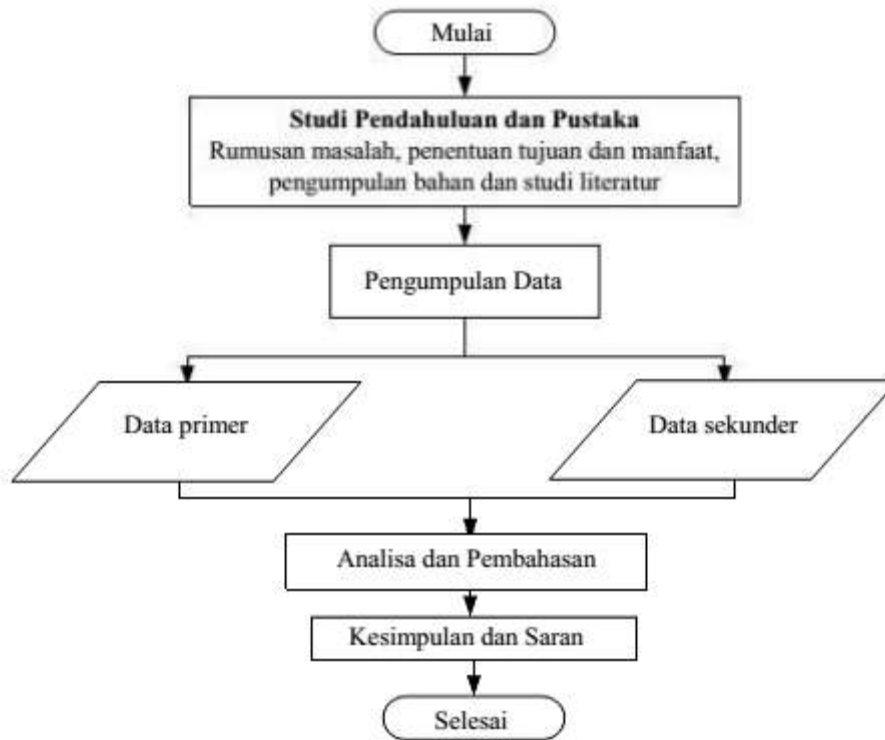 Mulai
Studi Pendahuluan dan Pustaka
Rumusan masalah, penentuan tujuan dan manfaat,
pengumpulan bahan dan studi literatur
Pengumpulan Data
Data primer
Data sekunder
Analisa dan Pembahasan
Kesimpulan dan Saran
Selesai